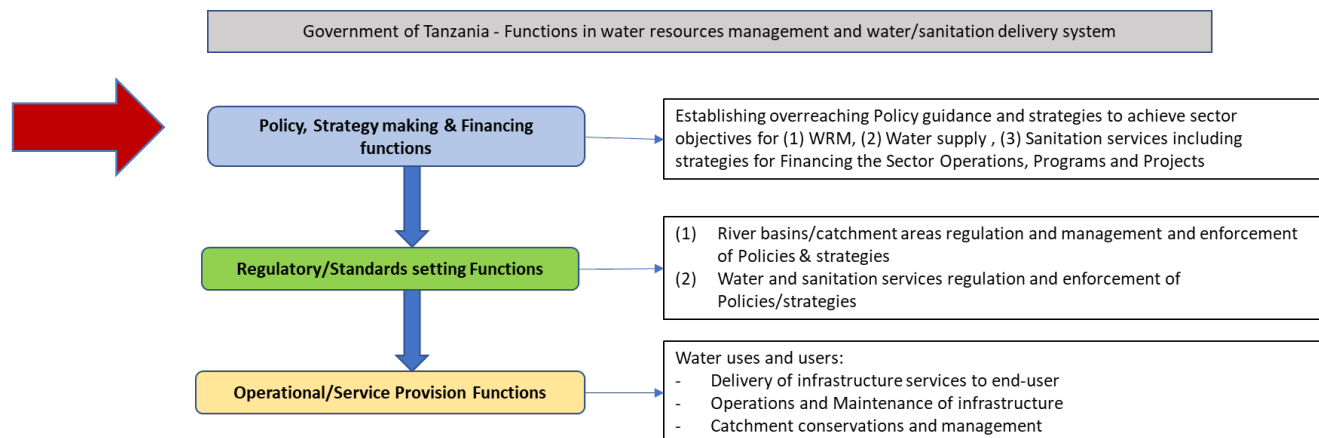 Government of Tanzania - Functions in water resources management and water/sanitation delivery system
Policy, Strategy making & Financing
functions
Establishing overreaching Policy guidance and strategies to achieve sector
objectives for (1) WRM, (2) Water supply , (3) Sanitation services including
strategies for Financing the Sector Operations, Programs and Projects
Regulatory/Standards setting Functions
(1) River basins/catchment areas regulation and management and enforcement
of Policies & strategies
(2) Water and sanitation services regulation and enforcement of
Policies/strategies
Operational/Service Provision Functions
Water uses and users:
- Delivery of infrastructure services to end-user
- Operations and Maintenance of infrastructure
- Catchment conservations and management